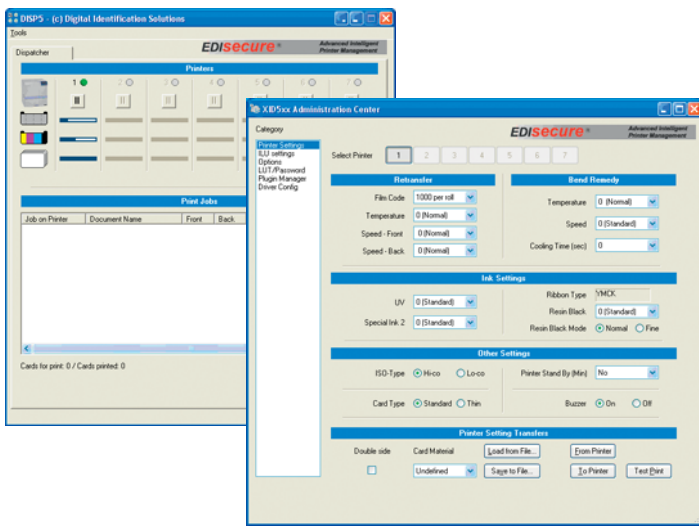 DISP5 - (c) Digital Identification Solutions
Tools
Dispatcher
EDIsecure®
Advanced Intelligent
Printer Management
Printers
1 2 3 4 5 6 7
Print Jobs
Job on Printer Document Name Front Back
Cards for print: 0 / Cards printed: 0
XID5xx Administration Center
Category
EDIsecure®
Advanced Intelligent
Printer Management
Printer Settings
ILU settings
Options
LUT/Password
Plugin Manager
Driver Config
Select Printer 1 2 3 4 5 6 7
Retransfer
Film Code 1000 per roll
Temperature 0 (Normal)
Speed - Front 0 (Normal)
Speed - Back 0 (Normal)
Bend Remedy
Temperature 0 (Normal)
Speed 0 (Standard)
Cooling Time (sec) 0
Ink Settings
UV 0 (Standard)
Special Ink 2 0 (Standard)
Ribbon Type YMCK
Resin Black 0 (Standard)
Resin Black Mode Normal Fine
Other Settings
ISO-Type Hi-co Lo-co
Printer Stand By (Min) No
Card Type Standard Thin
Buzzer On Off
Printer Setting Transfers
Double side Card Material Load from File... From Printer
Undefined Save to File... To Printer Test Print